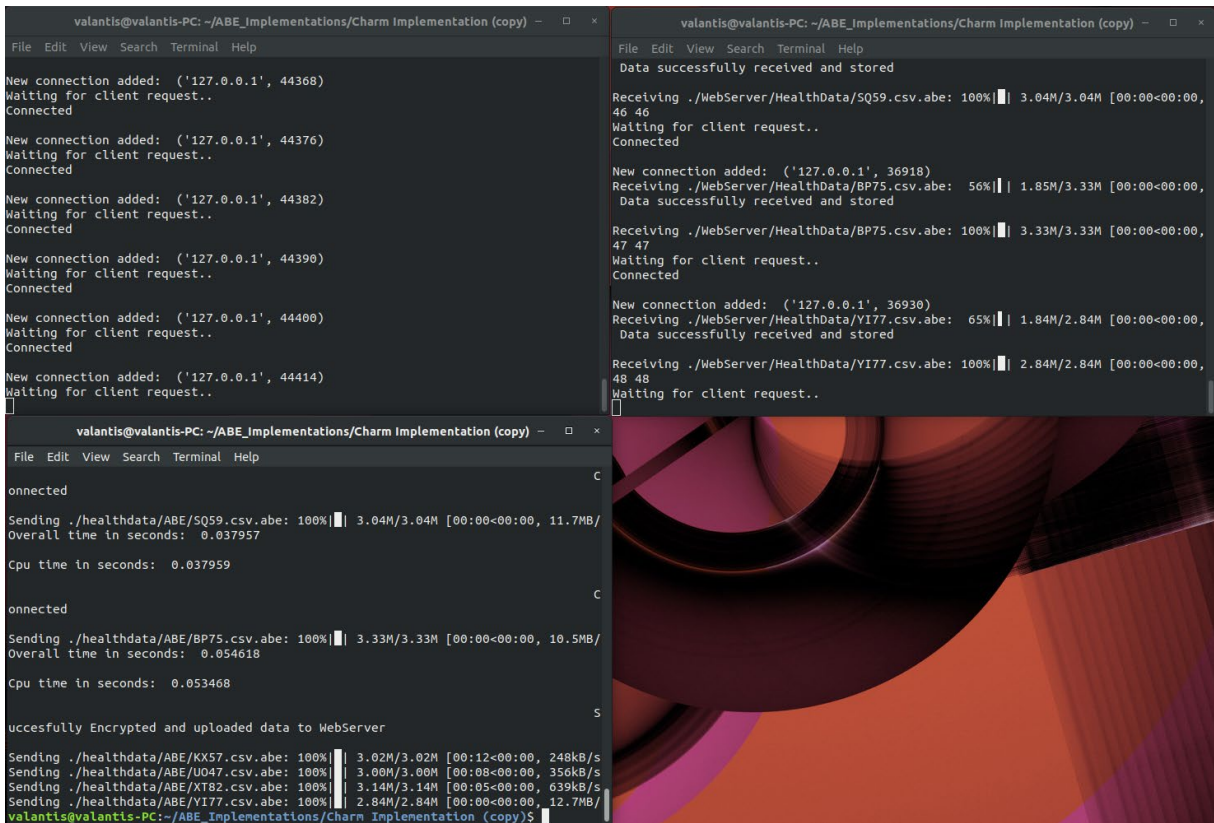 valantis@valantis-PC: ~/ABE_Implementations/Charm Implementation (copy)
File Edit View Search Terminal Help
New connection added:  ('127.0.0.1', 44368)
Waiting for client request..
Connected
New connection added:  ('127.0.0.1', 44376)
Waiting for client request..
Connected
New connection added:  ('127.0.0.1', 44382)
Waiting for client request..
Connected
New connection added:  ('127.0.0.1', 44390)
Waiting for client request..
Connected
New connection added:  ('127.0.0.1', 44400)
Waiting for client request..
Connected
New connection added:  ('127.0.0.1', 44414)
Waiting for client request..
valantis@valantis-PC: ~/ABE_Implementations/Charm Implementation (copy)
File Edit View Search Terminal Help
Data successfully received and stored
Receiving ./WebServer/HealthData/SQ59.csv.abe: 100%|█| 3.04M/3.04M [00:00<00:00,
46 46
Waiting for client request..
Connected
New connection added:  ('127.0.0.1', 36918)
Receiving ./WebServer/HealthData/BP75.csv.abe:  56%|▌| 1.85M/3.33M [00:00<00:00,
Data successfully received and stored
Receiving ./WebServer/HealthData/BP75.csv.abe: 100%|█| 3.33M/3.33M [00:00<00:00,
47 47
Waiting for client request..
Connected
New connection added:  ('127.0.0.1', 36930)
Receiving ./WebServer/HealthData/YI77.csv.abe:  65%|▋| 1.84M/2.84M [00:00<00:00,
Data successfully received and stored
Receiving ./WebServer/HealthData/YI77.csv.abe: 100%|█| 2.84M/2.84M [00:00<00:00,
48 48
Waiting for client request..
valantis@valantis-PC: ~/ABE_Implementations/Charm Implementation (copy)
File Edit View Search Terminal Help
C
onnected
Sending ./healthdata/ABE/SQ59.csv.abe: 100%|█| 3.04M/3.04M [00:00<00:00, 11.7MB/
Overall time in seconds:  0.037957
Cpu time in seconds:  0.037959
C
onnected
Sending ./healthdata/ABE/BP75.csv.abe: 100%|█| 3.33M/3.33M [00:00<00:00, 10.5MB/
Overall time in seconds:  0.054618
Cpu time in seconds:  0.053468
S
uccesfully Encrypted and uploaded data to WebServer
Sending ./healthdata/ABE/KX57.csv.abe: 100%|█| 3.02M/3.02M [00:12<00:00, 248kB/s
Sending ./healthdata/ABE/UO47.csv.abe: 100%|█| 3.00M/3.00M [00:08<00:00, 356kB/s
Sending ./healthdata/ABE/XT82.csv.abe: 100%|█| 3.14M/3.14M [00:05<00:00, 639kB/s
Sending ./healthdata/ABE/YI77.csv.abe: 100%|█| 2.84M/2.84M [00:00<00:00, 12.7MB/
valantis@valantis-PC:~/ABE_Implementations/Charm Implementation (copy)$